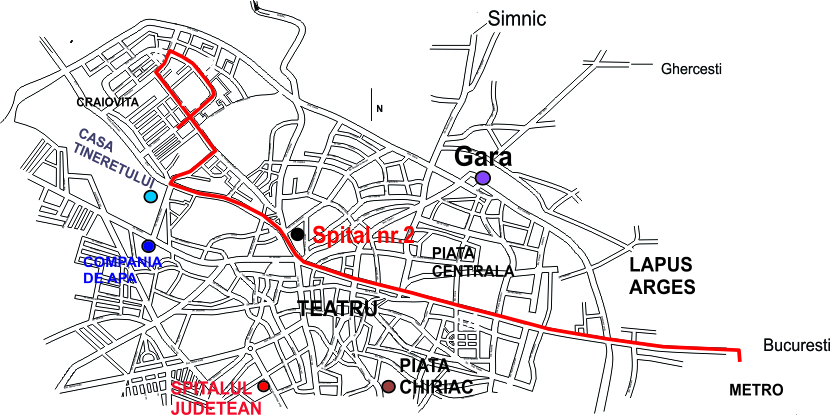 Simnic
Ghercesti
CRAIOVITA
N
CASA
TINERETULUI
Gara
Spital nr.2
PIATA
CENTRALA
COMPANIA
DE APA
LAPUS
ARGES
TEATRU
Bucuresti
PIATA
CHIRIAC
SPITALUL
JUDETEAN
METRO